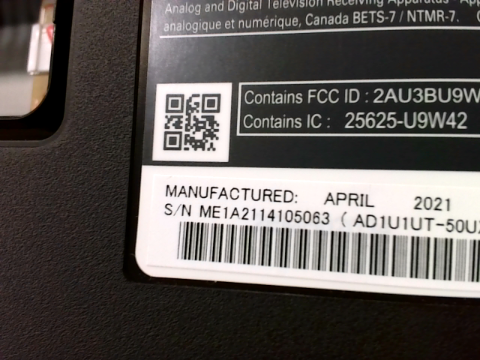 Analog and Digital Television Receiving Apparatus
analogique et numérique, Canada BETS-7 / NTMR-7.
Contains FCC ID : 2AU3BU9W
Contains IC : 25625-U9W42
MANUFACTURED: APRIL 2021
S/N ME1A2114105063 ( AD1U1UT-50U